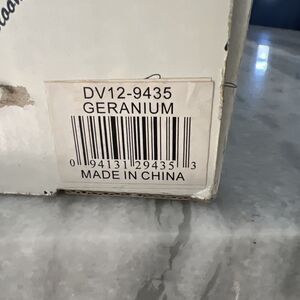 DV12-9435
GERANIUM
0 94131 29435 3
MADE IN CHINA